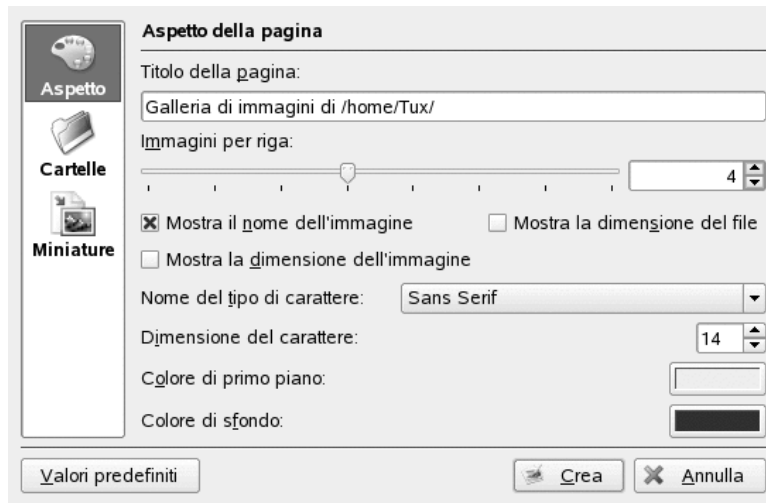 Aspetto
Cartelle
Miniature
Aspetto della pagina
Titolo della pagina:
Galleria di immagini di /home/Tux/
Immagini per riga:
4
Mostra il nome dell'immagine
Mostra la dimensione del file
Mostra la dimensione dell'immagine
Nome del tipo di carattere:
Sans Serif
Dimensione del carattere:
14
Colore di primo piano:
Colore di sfondo:
Valori predefiniti
Crea
Annulla